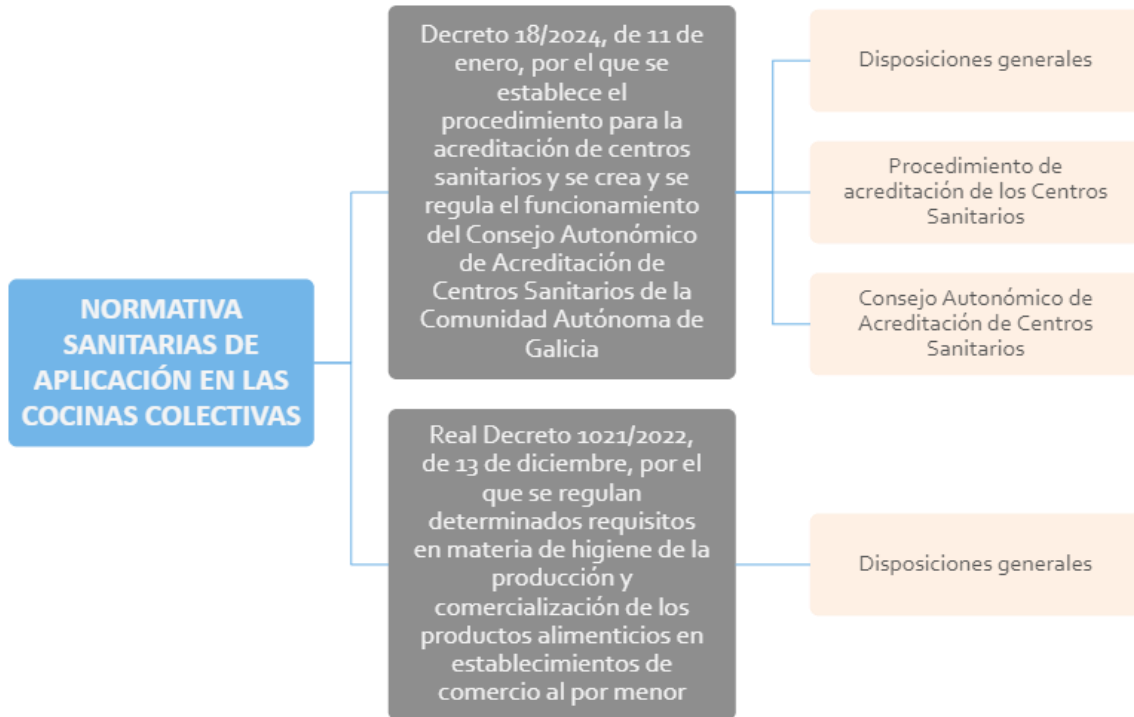 NORMATIVA
SANITARIAS DE
APLICACIÓN EN LAS
COCINAS COLECTIVAS
Decreto 18/2024, de 11 de
enero, por el que se
establece el
procedimiento para la
acreditación de centros
sanitarios y se crea y se
regula el funcionamiento
del Consejo Autonómico
de Acreditación de
Centros Sanitarios de la
Comunidad Autónoma de
Galicia
Disposiciones generales
Procedimiento de
acreditación de los Centros
Sanitarios
Consejo Autonómico de
Acreditación de Centros
Sanitarios
Real Decreto 1021/2022,
de 13 de diciembre, por el
que se regulan
determinados requisitos
en materia de higiene de la
producción y
comercialización de los
productos alimenticios en
establecimientos de
comercio al por menor
Disposiciones generales